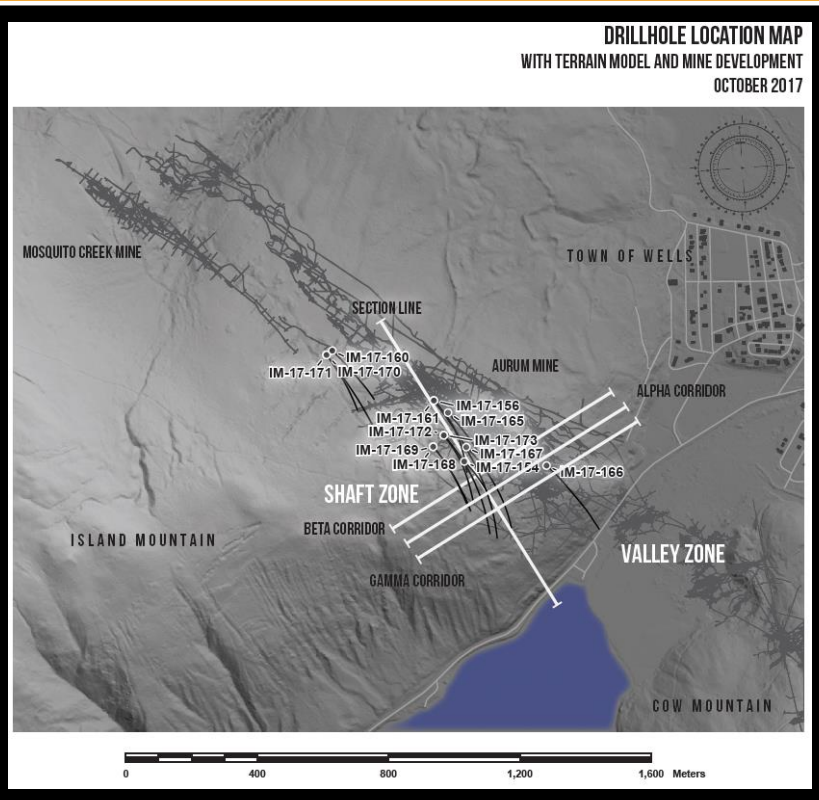 DRILLHOLE LOCATION MAP
WITH TERRAIN MODEL AND MINE DEVELOPMENT
OCTOBER 2017
MOSQUITO CREEK MINE
TOWN OF WELLS
SECTION LINE
IM-17-160
IM-17-171 IM-17-170
AURUM MINE
ALPHA CORRIDOR
IM-17-156
IM-17-161 IM-17-165
IM-17-172
IM-17-173
IM-17-169 IM-17-167
IM-17-168 IM-17-154 IM-17-166
SHAFT ZONE
BETA CORRIDOR
ISLAND MOUNTAIN
VALLEY ZONE
GAMMA CORRIDOR
COW MOUNTAIN
0 400 800 1,200 1,600 Meters